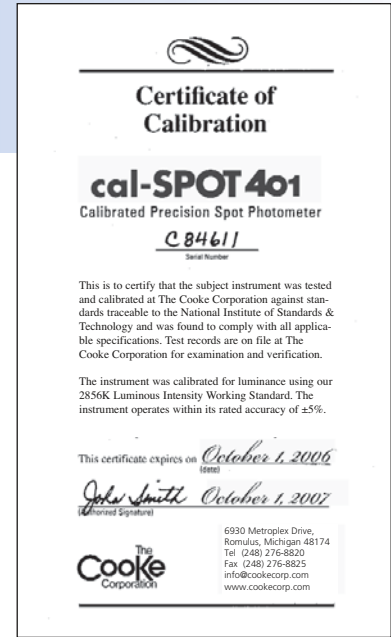 Certificate of
Calibration
cal-SPOT 401
Calibrated Precision Spot Photometer
C84611
Serial Number
This is to certify that the subject instrument was tested
and calibrated at The Cooke Corporation against stan-
dards traceable to the National Institute of Standards &
Technology and was found to comply with all applica-
ble specifications. Test records are on file at The
Cooke Corporation for examination and verification.
The instrument was calibrated for luminance using our
2856K Luminous Intensity Working Standard. The
instrument operates within its rated accuracy of ±5%.
This certificate expires on October 1, 2006
(date)
John Smith October 1, 2007
(Authorized Signature)
6930 Metroplex Drive,
Romulus, Michigan 48174
Tel (248) 276-8820
Fax (248) 276-8825
info@cookecorp.com
www.cookecorp.com
The
Cooke
Corporation